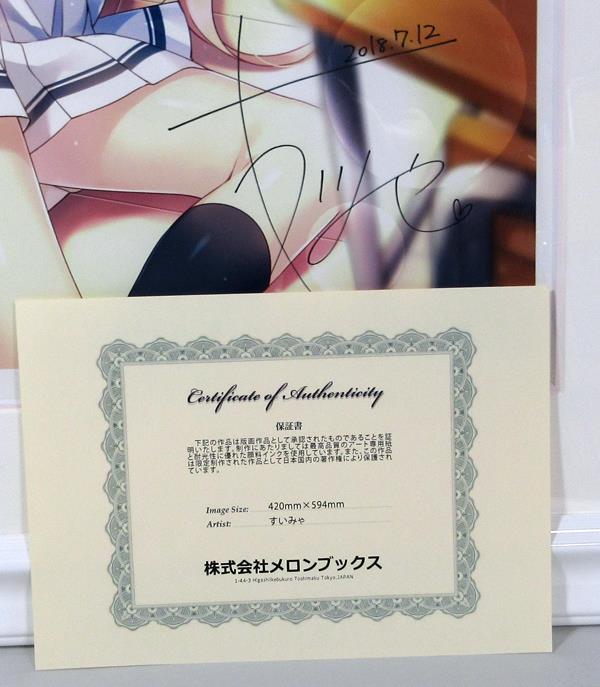 2018.7.12
Certificate of Authenticity
保証書
下記の作品は版画作品として承認されたものであることを証
明いたします。制作にあたりましては最高品質のアート専用紙
と耐光性に優れた顔料インクを使用しています。また、この作品
は限定制作された作品として日本国内の著作権により保護さ
れています。
Image Size: 420mm×594mm
Artist: すいみゃ
株式会社メロンブックス
1-44-3 Higashiikebukuro Toshimaku Tokyo,JAPAN